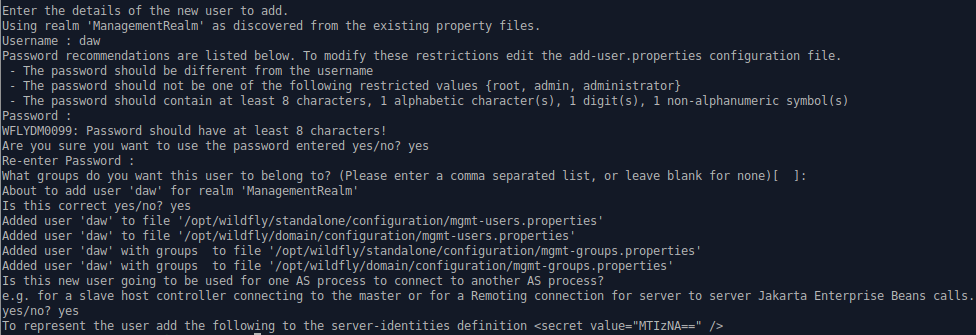 Enter the details of the new user to add.
Using realm 'ManagementRealm' as discovered from the existing property files.
Username : daw
Password recommendations are listed below. To modify these restrictions edit the add-user.properties configuration file.
 - The password should be different from the username
 - The password should not be one of the following restricted values {root, admin, administrator}
 - The password should contain at least 8 characters, 1 alphabetic character(s), 1 digit(s), 1 non-alphanumeric symbol(s)
Password :
WFLYDM0099: Password should have at least 8 characters!
Are you sure you want to use the password entered yes/no? yes
Re-enter Password :
What groups do you want this user to belong to? (Please enter a comma separated list, or leave blank for none)[  ]:
About to add user 'daw' for realm 'ManagementRealm'
Is this correct yes/no? yes
Added user 'daw' to file '/opt/wildfly/standalone/configuration/mgmt-users.properties'
Added user 'daw' to file '/opt/wildfly/domain/configuration/mgmt-users.properties'
Added user 'daw' with groups  to file '/opt/wildfly/standalone/configuration/mgmt-groups.properties'
Added user 'daw' with groups  to file '/opt/wildfly/domain/configuration/mgmt-groups.properties'
Is this new user going to be used for one AS process to connect to another AS process?
e.g. for a slave host controller connecting to the master or for a Remoting connection for server to server Jakarta Enterprise Beans calls.
yes/no? yes
To represent the user add the following to the server-identities definition <secret value="MTIzNA==" />